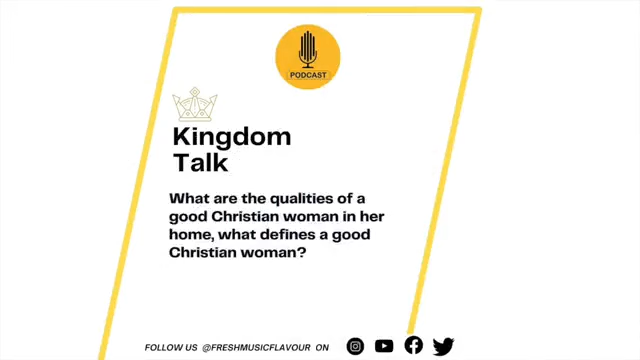 PODCAST
Kingdom
Talk
What are the qualities of a
good Christian woman in her
home, what defines a good
Christian woman?
FOLLOW US @FRESHMUSICFLAVOUR ON